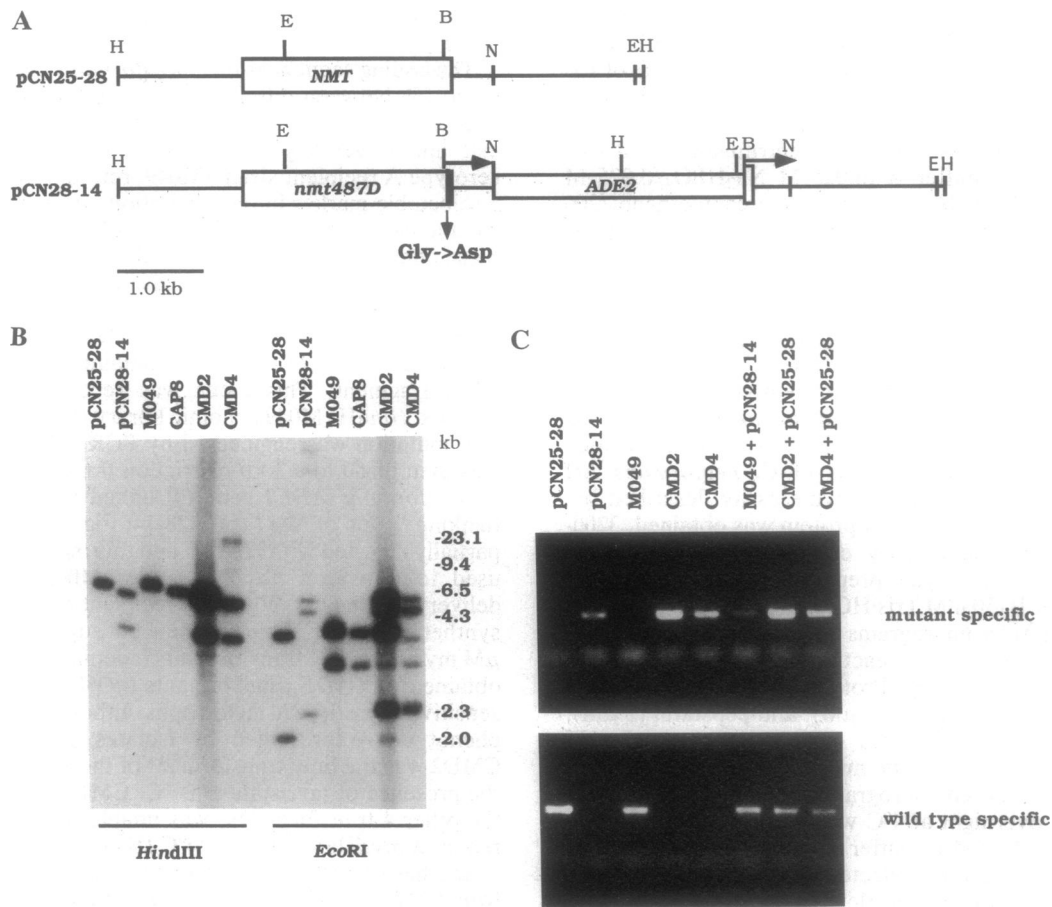 A
H E B N EH
pCN25-28 NMT
H E B N H E B N EH
pCN28-14 nmt487D ADE2
Gly->Asp
1.0 kb
B
pCN25-28
pCN28-14
M049
CAP8
CMD2
CMD4
pCN25-28
pCN28-14
M049
CAP8
CMD2
CMD4
kb
-23.1
-9.4
-6.5
-4.3
-2.3
-2.0
HindIII
EcoRI
C
pCN25-28
pCN28-14
M049
CMD2
CMD4
M049 + pCN28-14
CMD2 + pCN25-28
CMD4 + pCN25-28
mutant specific
wild type specific